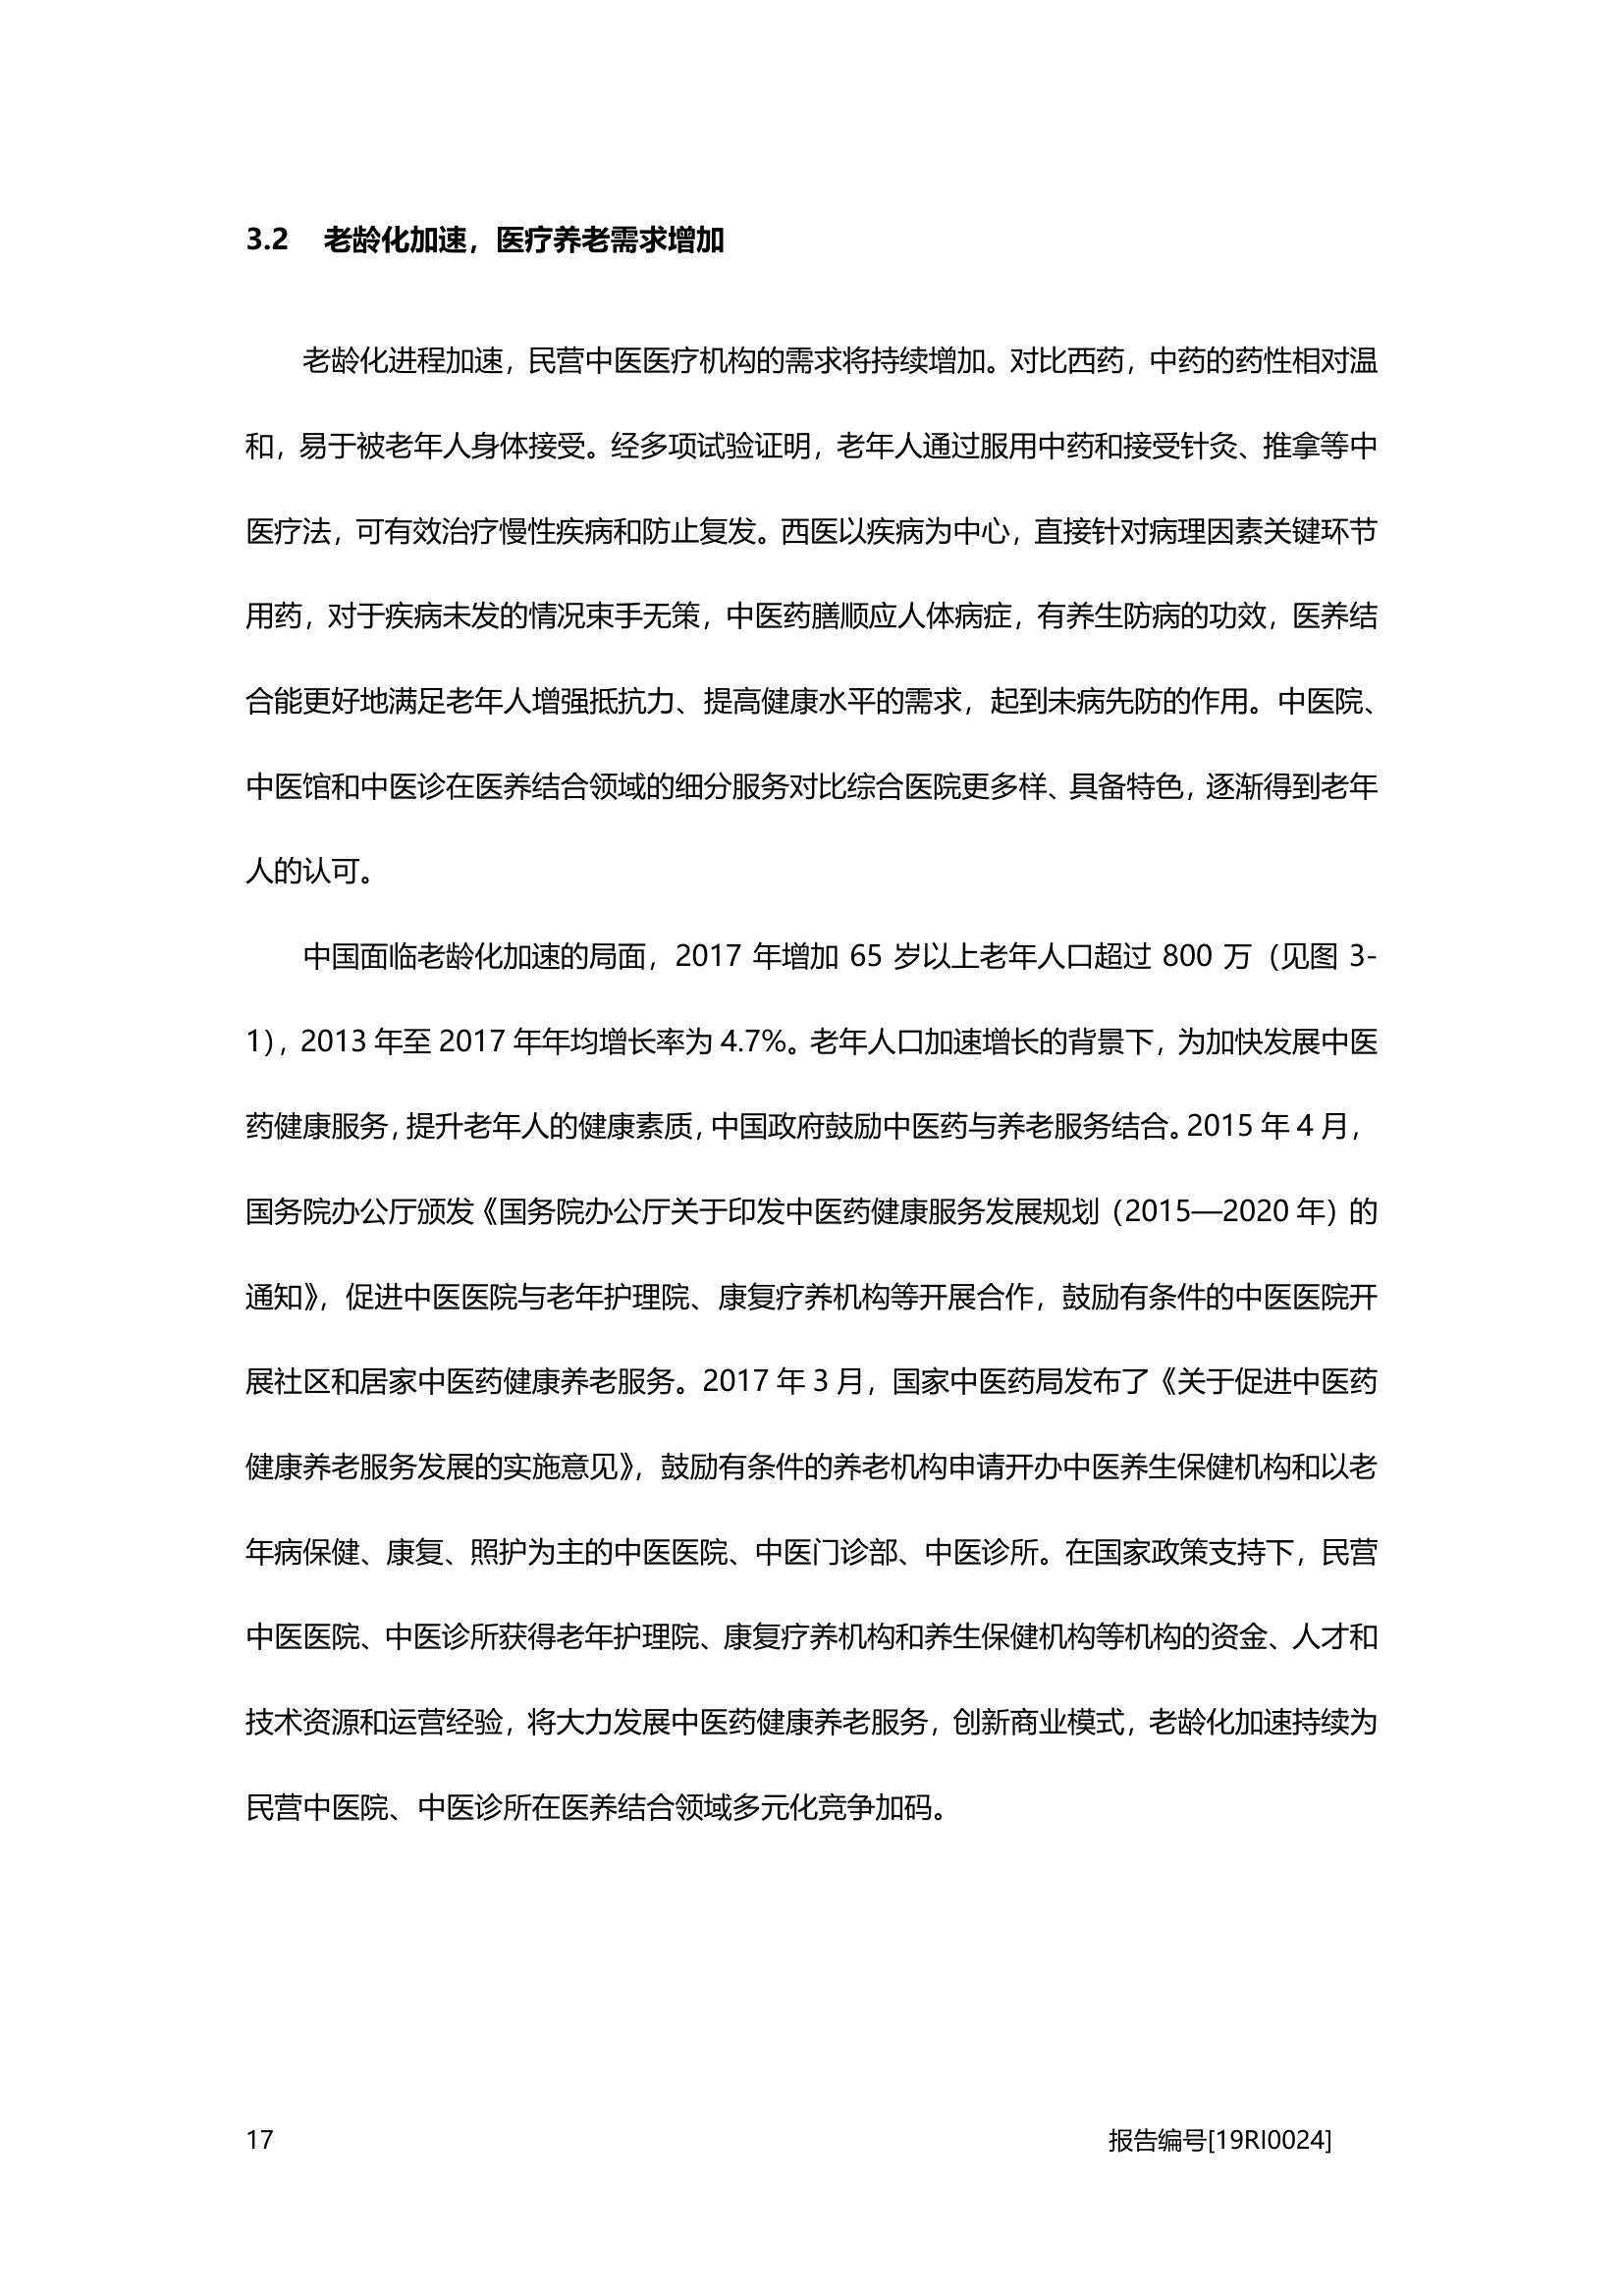 3.2 老龄化加速，医疗养老需求增加
老龄化进程加速，民营中医医疗机构的需求将持续增加。对比西药，中药的药性相对温
和，易于被老年人身体接受。经多项试验证明，老年人通过服用中药和接受针灸、推拿等中
医疗法，可有效治疗慢性疾病和防止复发。西医以疾病为中心，直接针对病理因素关键环节
用药，对于疾病未发的情况束手无策，中医药膳顺应人体病症，有养生防病的功效，医养结
合能更好地满足老年人增强抵抗力、提高健康水平的需求，起到未病先防的作用。中医院、
中医馆和中医诊在医养结合领域的细分服务对比综合医院更多样、具备特色，逐渐得到老年
人的认可。
中国面临老龄化加速的局面，2017 年增加 65 岁以上老年人口超过 800 万（见图 3-
1），2013 年至 2017 年年均增长率为 4.7%。老年人口加速增长的背景下，为加快发展中医
药健康服务，提升老年人的健康素质，中国政府鼓励中医药与养老服务结合。2015 年 4 月，
国务院办公厅颁发《国务院办公厅关于印发中医药健康服务发展规划（2015—2020 年）的
通知》，促进中医医院与老年护理院、康复疗养机构等开展合作，鼓励有条件的中医医院开
展社区和居家中医药健康养老服务。2017 年 3 月，国家中医药局发布了《关于促进中医药
健康养老服务发展的实施意见》，鼓励有条件的养老机构申请开办中医养生保健机构和以老
年病保健、康复、照护为主的中医医院、中医门诊部、中医诊所。在国家政策支持下，民营
中医医院、中医诊所获得老年护理院、康复疗养机构和养生保健机构等机构的资金、人才和
技术资源和运营经验，将大力发展中医药健康养老服务，创新商业模式，老龄化加速持续为
民营中医院、中医诊所在医养结合领域多元化竞争加码。
17 报告编号[19RI0024]